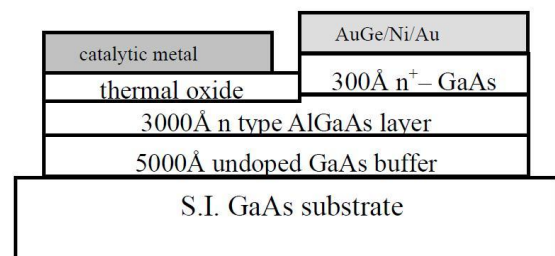 AuGe/Ni/Au
catalytic metal
thermal oxide
300Å n⁺– GaAs
3000Å n type AlGaAs layer
5000Å undoped GaAs buffer
S.I. GaAs substrate